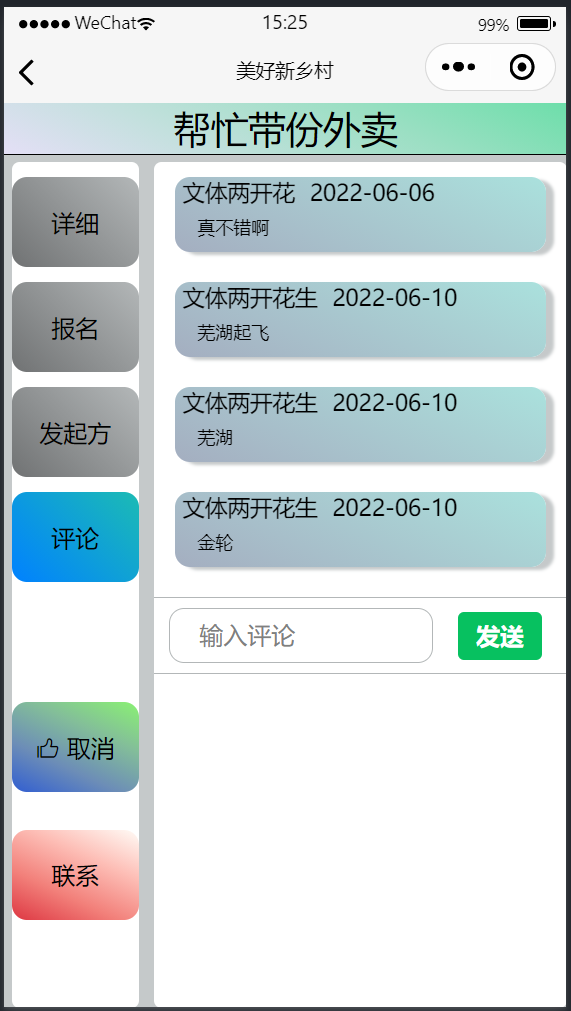 WeChat 15:25 99%
美好新乡村
帮忙带份外卖
详细
报名
发起方
评论
取消
联系
文体两开花 2022-06-06
真不错啊
文体两开花生 2022-06-10
芜湖起飞
文体两开花生 2022-06-10
芜湖
文体两开花生 2022-06-10
金轮
输入评论 发送